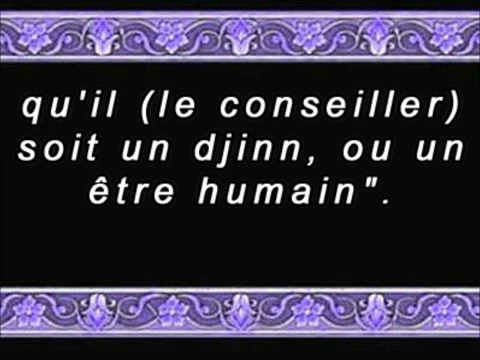 qu'il (le conseiller)
soit un djinn, ou un
être humain".